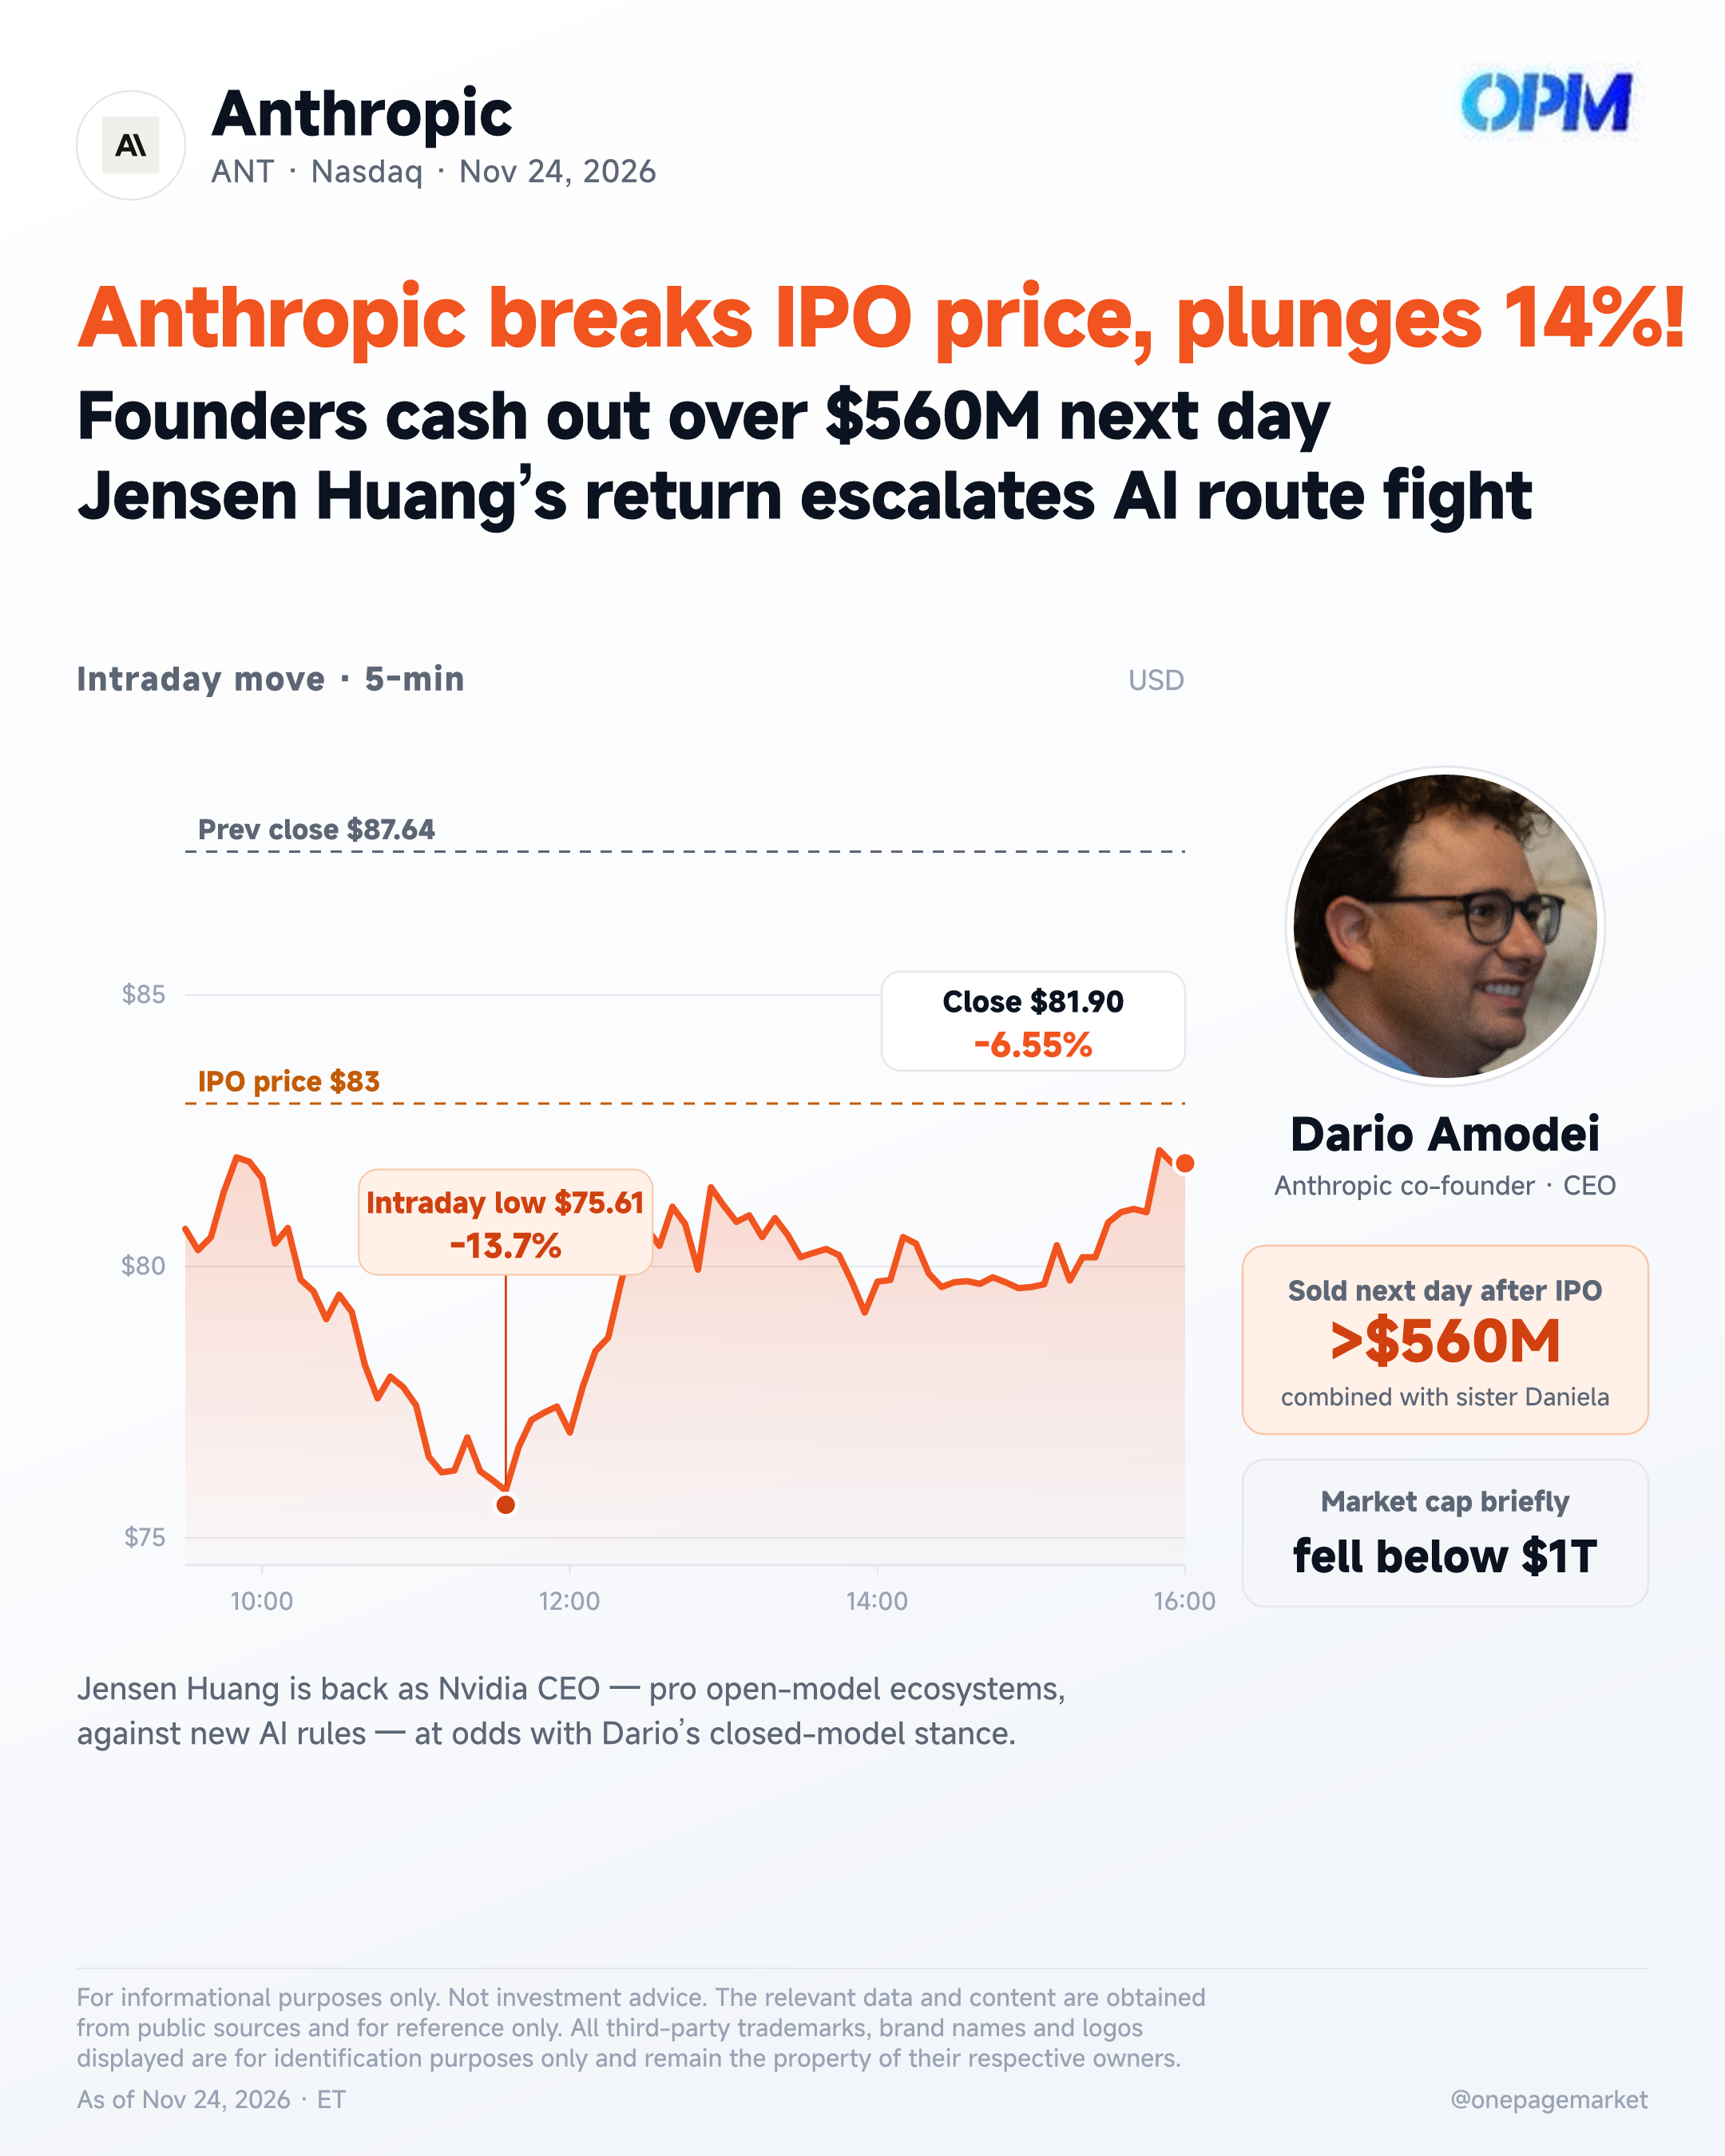 Anthropic
ANT · Nasdaq · Nov 24, 2026
OPM
Anthropic breaks IPO price, plunges 14%!
Founders cash out over $560M next day
Jensen Huang’s return escalates AI route fight
Intraday move · 5-min
USD
Prev close $87.64
$85
Close $81.90
-6.55%
IPO price $83
Intraday low $75.61
-13.7%
$80
$75
10:00
12:00
14:00
16:00
Dario Amodei
Anthropic co-founder · CEO
Sold next day after IPO
>$560M
combined with sister Daniela
Market cap briefly
fell below $1T
Jensen Huang is back as Nvidia CEO — pro open-model ecosystems,
against new AI rules — at odds with Dario’s closed-model stance.
For informational purposes only. Not investment advice. The relevant data and content are obtained
from public sources and for reference only. All third-party trademarks, brand names and logos
displayed are for identification purposes only and remain the property of their respective owners.
As of Nov 24, 2026 · ET
@onepagemarket